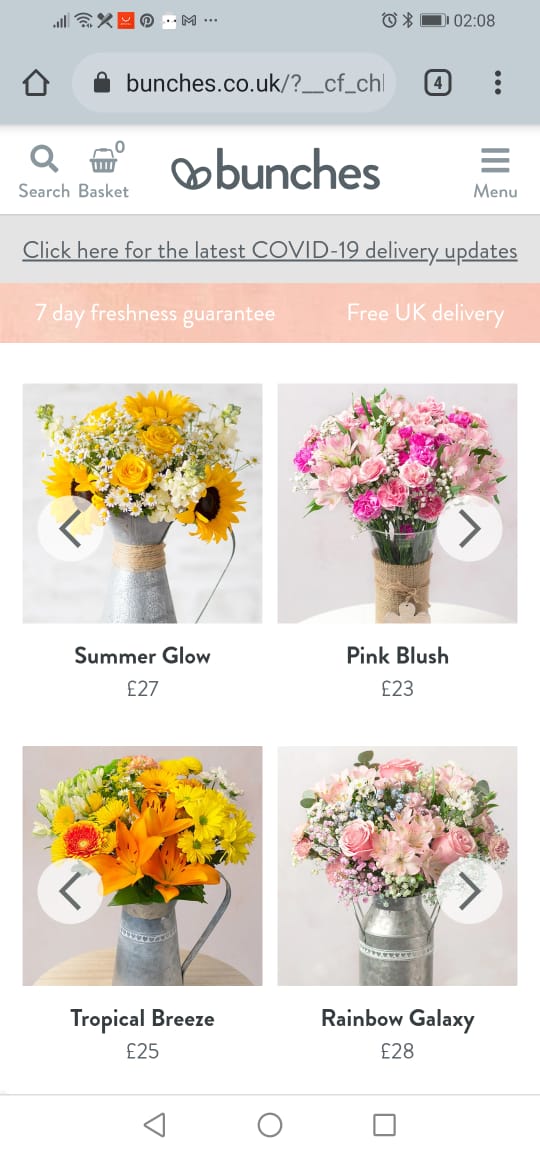 02:08
bunches.co.uk/?__cf_chl
4
0
Search Basket
bunches
Menu
Click here for the latest COVID-19 delivery updates
7 day freshness guarantee Free UK delivery
Summer Glow Pink Blush
£27 £23
Tropical Breeze Rainbow Galaxy
£25 £28